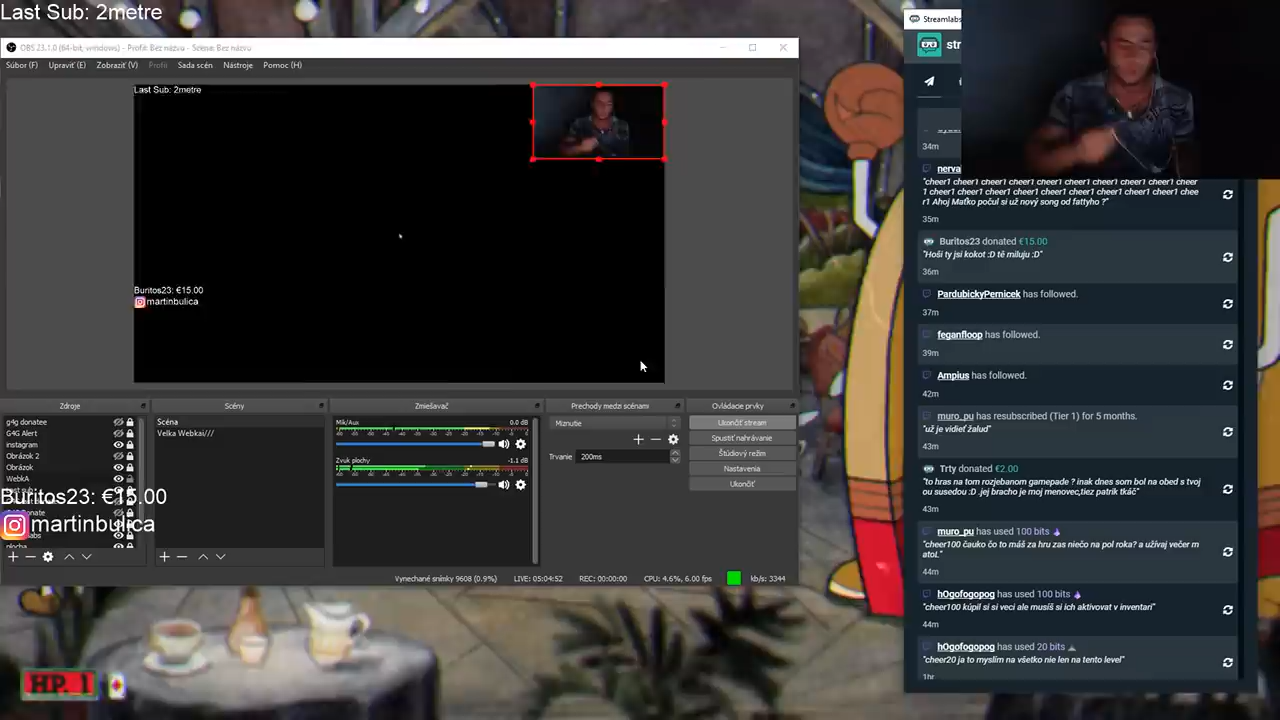 Last Sub: 2metre
OBS 23.1.0 (64-bit, windows) - Profil: Bez názvu - Scéna: Bez názvu
Súbor (F)
Upraviť (E)
Zobraziť (V)
Profil
Sada scén
Nástroje
Pomoc (H)
Last Sub: 2metre
Buritos23: €15.00
martinbulica
Zdroje
Scény
Zmiešavač
Prechody medzi scénami
Ovládacie prvky
g4g donate
G4G Alert
instagram
Obrázok 2
Obrázok
WebkA
plocha
Scéna
Velka Webkai///
Mik/Aux
0.0 dB
Zvuk plochy
-1.1 dB
Miznutie
Trvanie
200ms
Ukončiť stream
Spustiť nahrávanie
Štúdiový režim
Nastavenia
Ukončiť
Buritos23: €15.00
martinbulica
Vynechané snímky 9608 (0.9%)
LIVE: 05:04:52
REC: 00:00:00
CPU: 4.6%, 6.00 fps
kb/s: 3344
HP. 1
Streamlabs
str
34m
nerva
"cheer1 cheer1 cheer1 cheer1 cheer1 cheer1 cheer1 cheer1 cheer1 cheer
1 cheer1 cheer1 cheer1 cheer1 cheer1 cheer1 cheer1 cheer1 cheer1 chee
r1 Ahoj Maťko počul si už nový song od fattyho ?"
35m
Buritos23 donated €15.00
"Hoši ty jsi kokot :D tě miluju :D"
36m
PardubickyPernicek has followed.
37m
feganfloop has followed.
39m
Ampius has followed.
42m
muro_pu has resubscribed (Tier 1) for 5 months.
"už je vidieť žalud"
43m
Trty donated €2.00
"to hras na tom rozjebanom gamepade ? inak dnes som bol na obed s tvoj
ou susedou :D .jej bracho je moj menovec,tiez patrik tkáč"
43m
muro_pu has used 100 bits
"cheer100 čauko čo to máš za hru zas niečo na pol roka? a užívaj večer m
atoL"
44m
hOgofogopog has used 100 bits
"cheer100 kúpil si si veci ale musíš si ich aktivovat v inventari"
44m
hOgofogopog has used 20 bits
"cheer20 ja to myslím na všetko nie len na tento level"
1hr